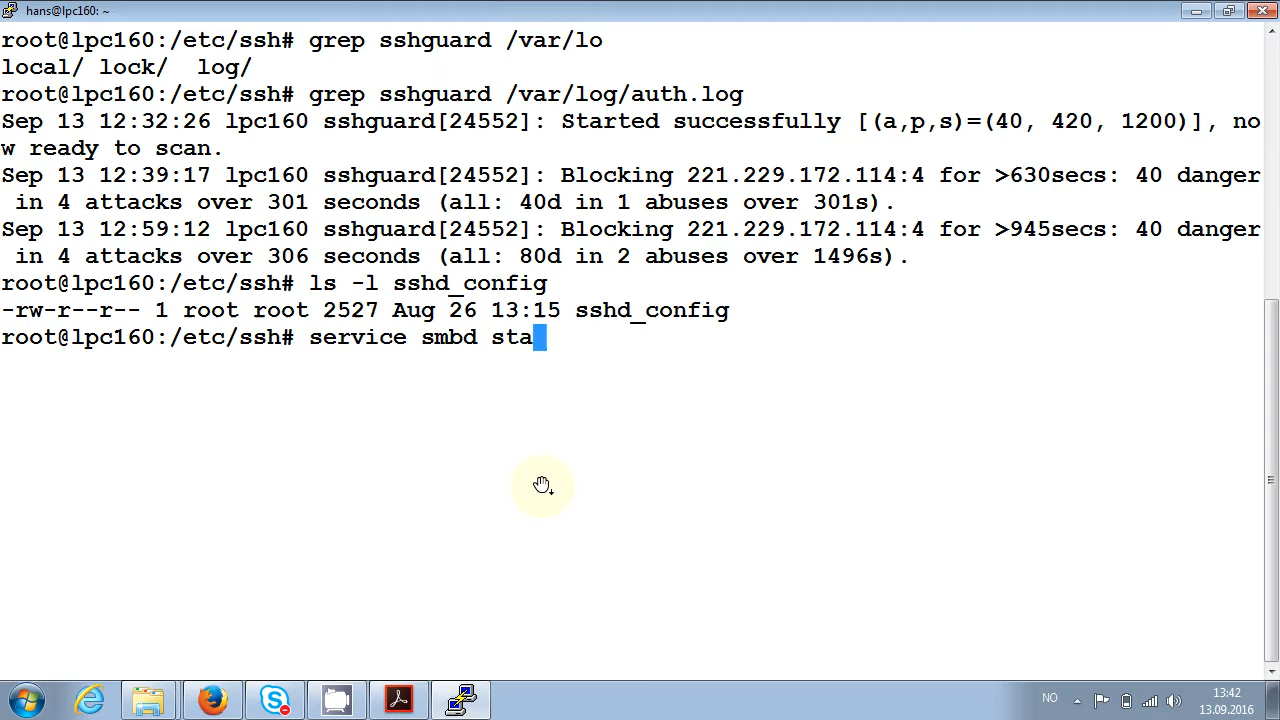 hans@lpc160: ~
root@lpc160:/etc/ssh# grep sshguard /var/lo
local/ lock/  log/
root@lpc160:/etc/ssh# grep sshguard /var/log/auth.log
Sep 13 12:32:26 lpc160 sshguard[24552]: Started successfully [(a,p,s)=(40, 420, 1200)], no
w ready to scan.
Sep 13 12:39:17 lpc160 sshguard[24552]: Blocking 221.229.172.114:4 for >630secs: 40 danger
 in 4 attacks over 301 seconds (all: 40d in 1 abuses over 301s).
Sep 13 12:59:12 lpc160 sshguard[24552]: Blocking 221.229.172.114:4 for >945secs: 40 danger
 in 4 attacks over 306 seconds (all: 80d in 2 abuses over 1496s).
root@lpc160:/etc/ssh# ls -l sshd_config
-rw-r--r-- 1 root root 2527 Aug 26 13:15 sshd_config
root@lpc160:/etc/ssh# service smbd sta
NO
13:42
13.09.2016